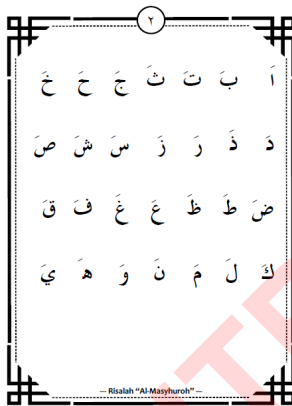 ٢
اَ بَ تَ ثَ جَ حَ خَ
دَ ذَ رَ زَ سَ شَ صَ
ضَ طَ ظَ عَ غَ فَ قَ
كَ لَ مَ نَ وَ هَ يَ
— Risalah “Al-Masyhuroh” —